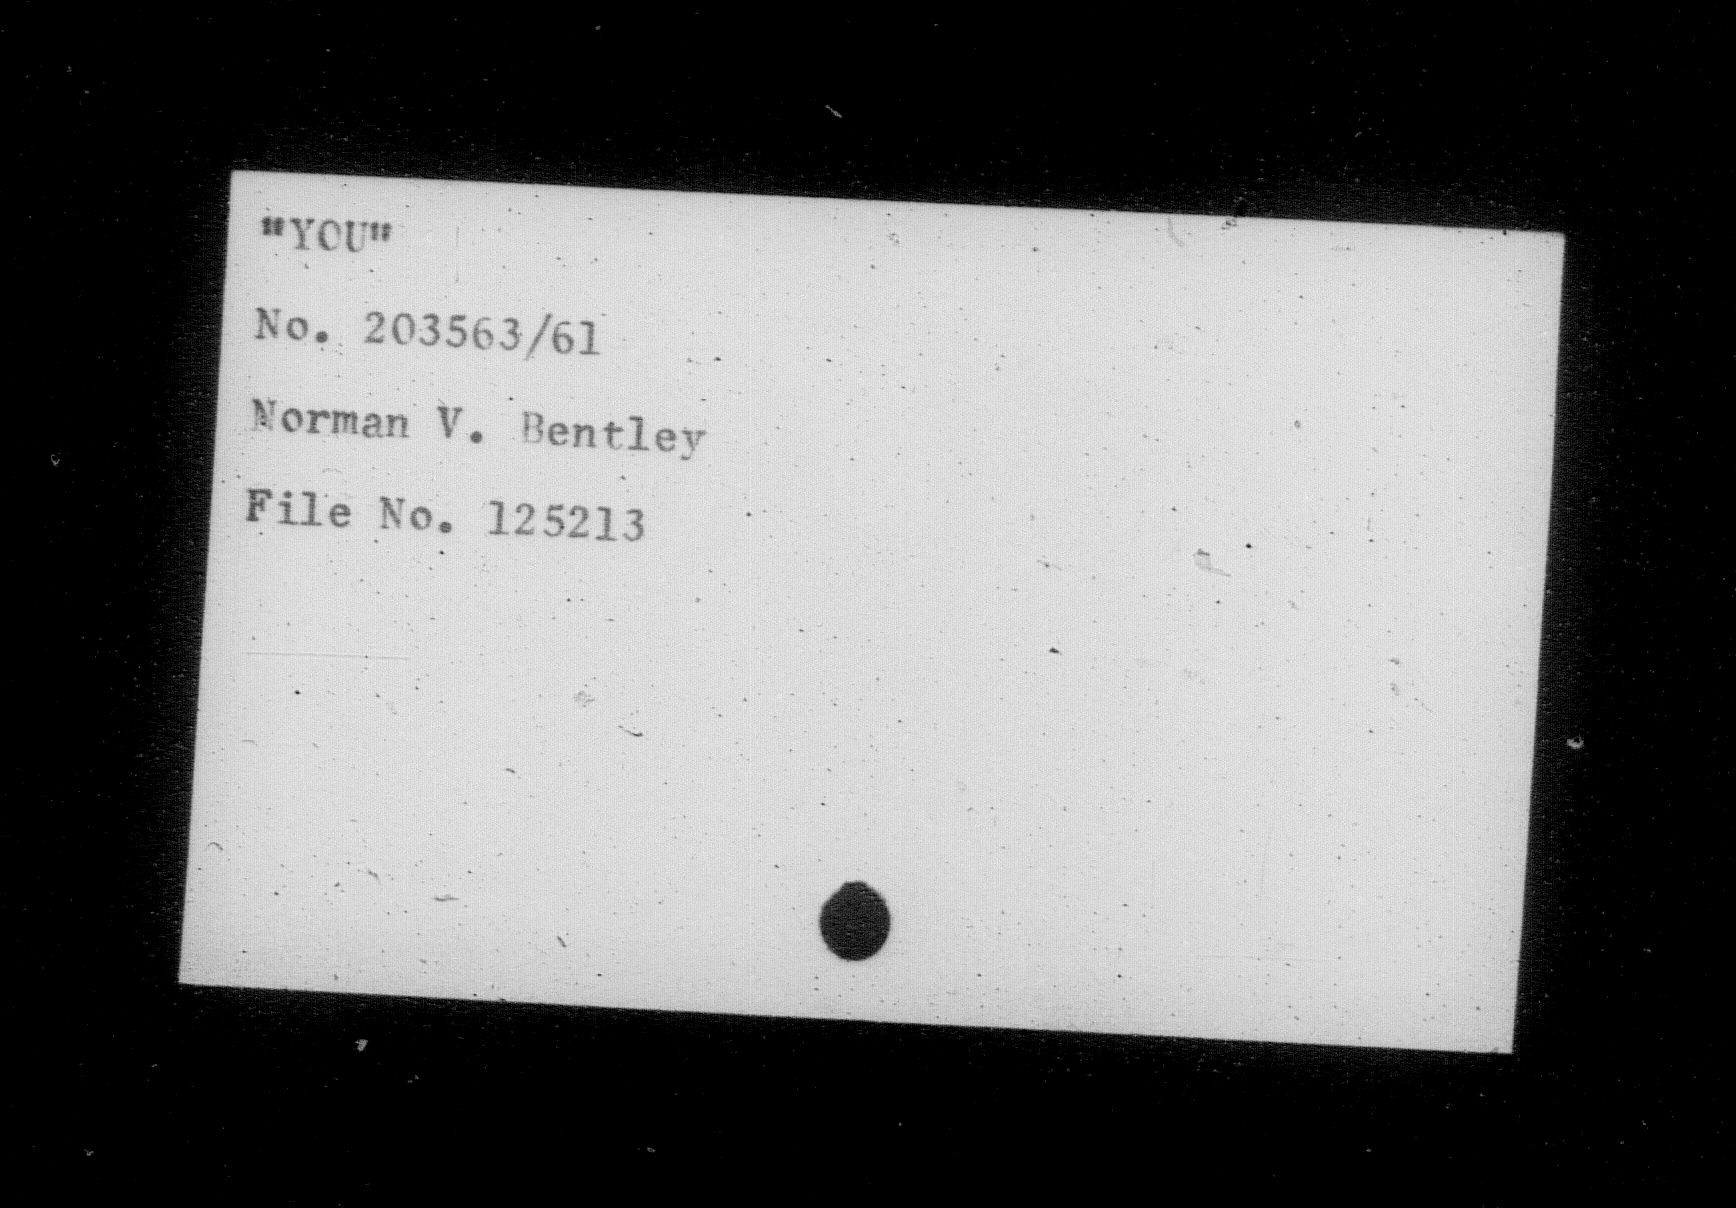 "YOU"
No. 203563/61
Norman V. Bentley
File No. 125213